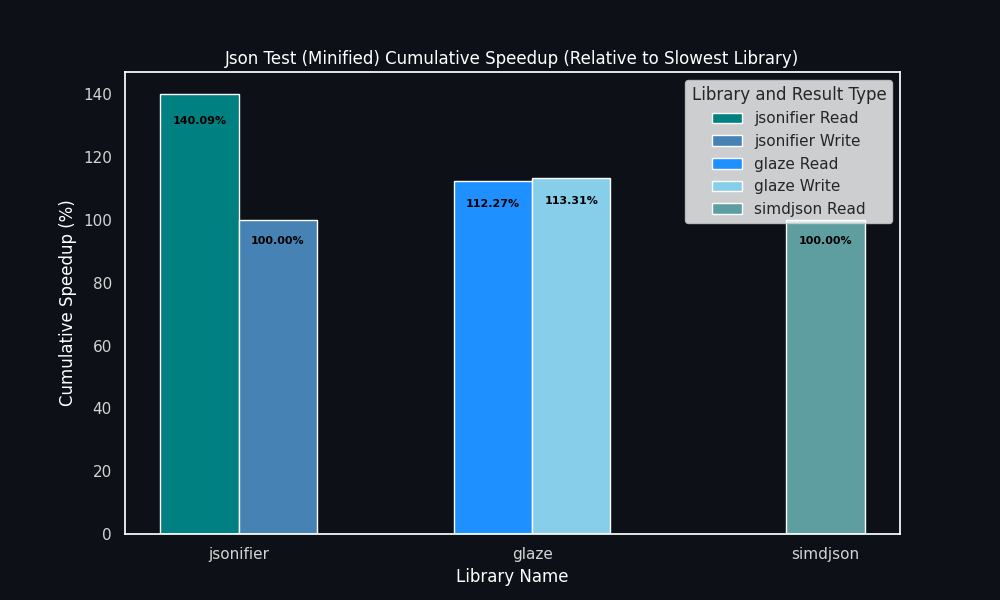 Json Test (Minified) Cumulative Speedup (Relative to Slowest Library)
Library and Result Type
jsonifier Read
jsonifier Write
glaze Read
glaze Write
simdjson Read
Cumulative Speedup (%)
140
120
100
80
60
40
20
0
140.09%
100.00%
112.27%
113.31%
100.00%
jsonifier
glaze
simdjson
Library Name